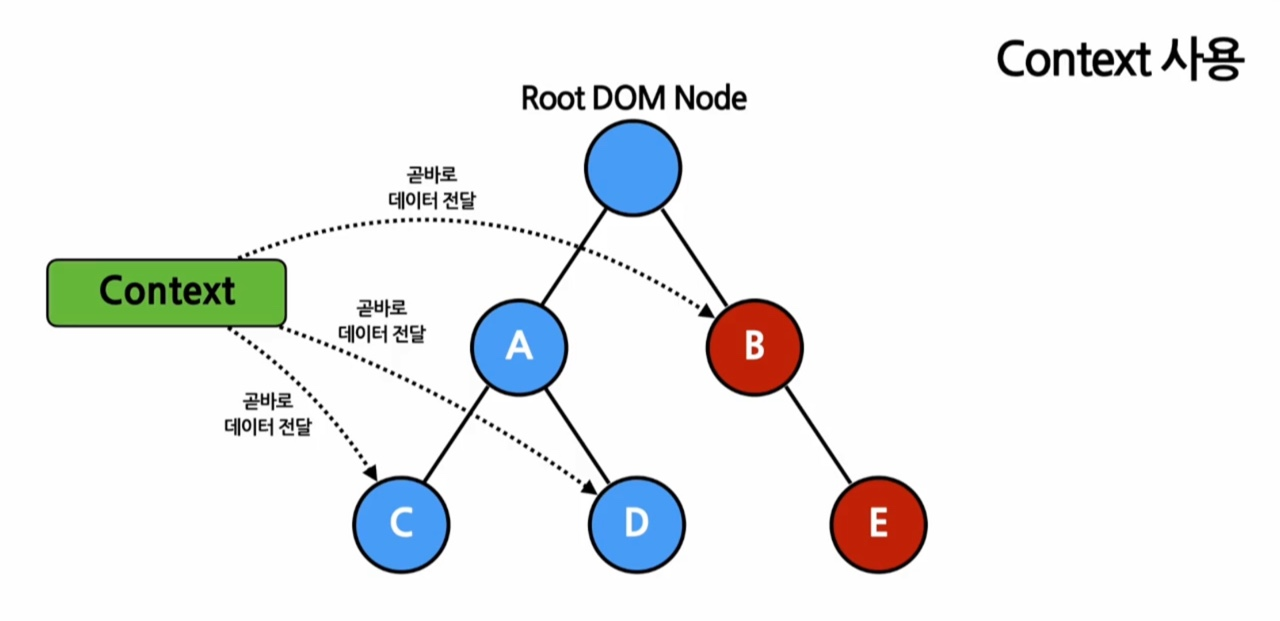 Context 사용
Root DOM Node
곧바로
데이터 전달
Context
곧바로
데이터 전달
A
B
곧바로
데이터 전달
C
D
E